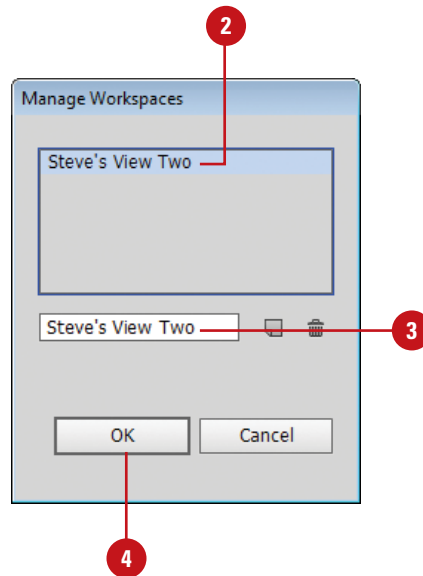 2
Manage Workspaces
Steve's View Two
Steve's View Two
3
OK Cancel
4